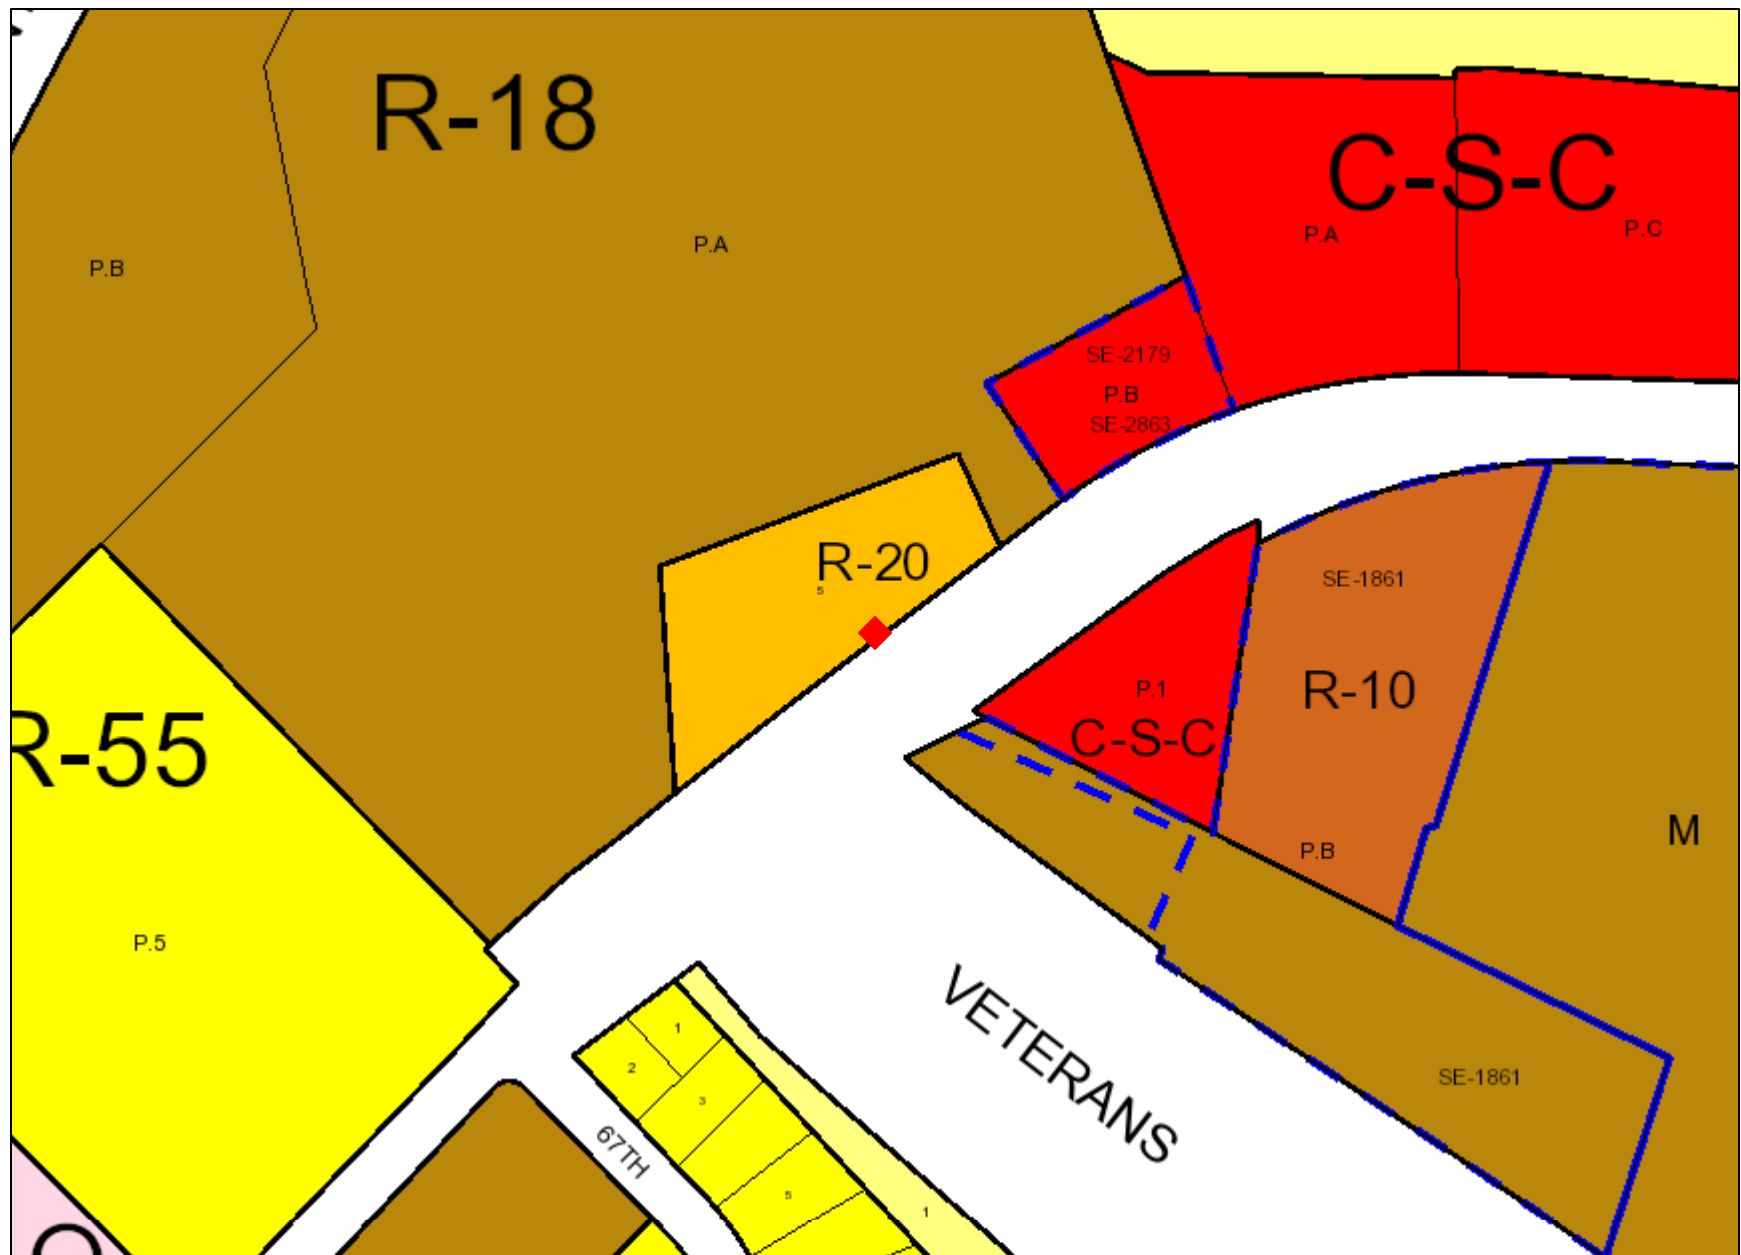 R-18
C-S-C
P.A
P.C
P.A
P.B
SE-2179
P.B
SE-2863
R-20
5
SE-1861
R-10
P.1
C-S-C
R-55
M
P.B
P.5
VETERANS
1
2
3
67TH
5
1
SE-1861